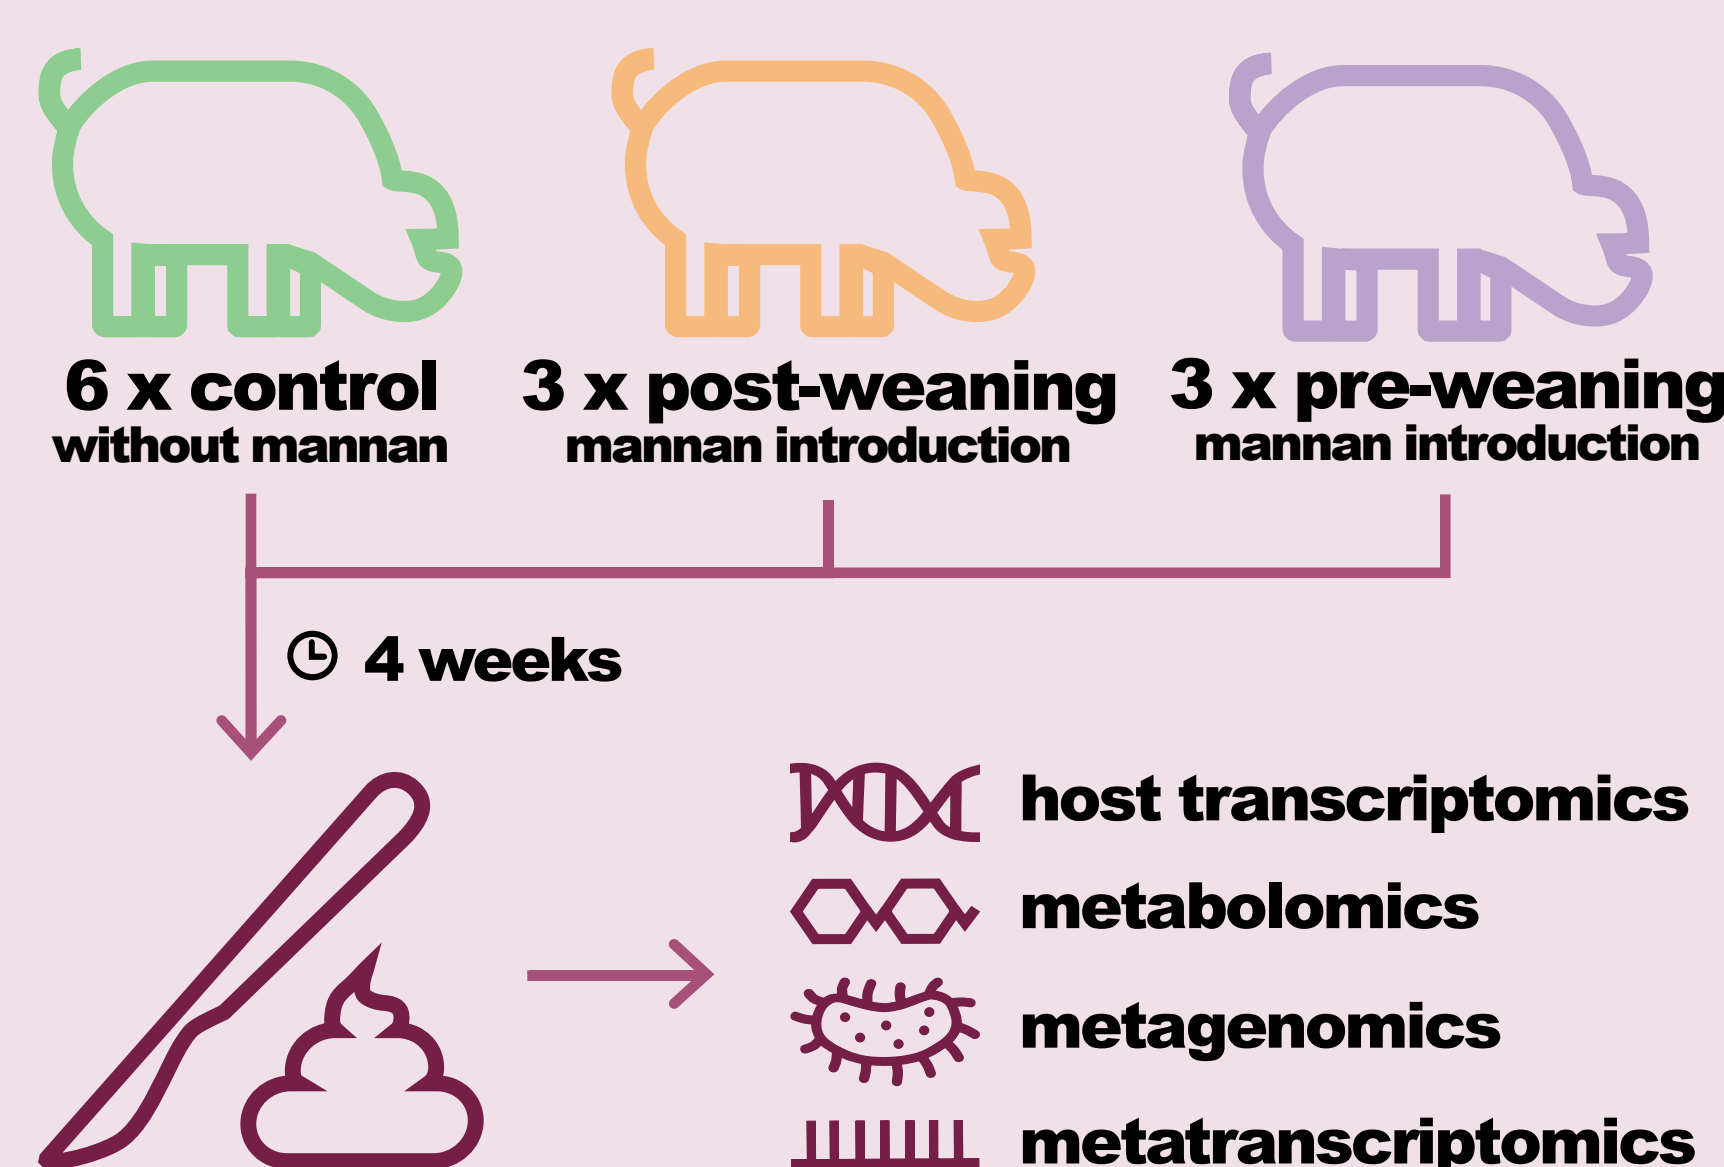 6 x control
without mannan
3 x post-weaning
mannan introduction
3 x pre-weaning
mannan introduction
4 weeks
host transcriptomics
metabolomics
metagenomics
metatranscriptomics